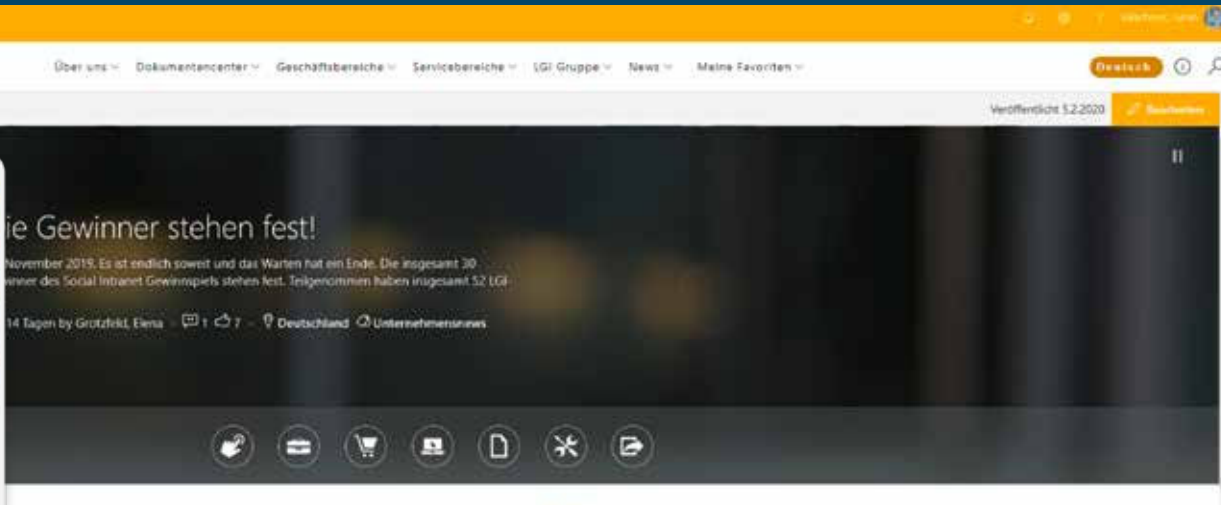 Über uns Dokumentencenter Geschäftsbereiche Servicebereiche LGI Gruppe News Meine Favoriten
Deutsch
Veröffentlicht 5.2.2020
Bearbeiten
ie Gewinner stehen fest!
November 2019. Es ist endlich soweit und das Warten hat ein Ende. Die insgesamt 30
winner des Social Intranet Gewinnspiels stehen fest. Teilgenommen haben insgesamt 52 LGI-
14 Tagen by Grotzfeld, Elena 1 7 Deutschland Unternehmensnews